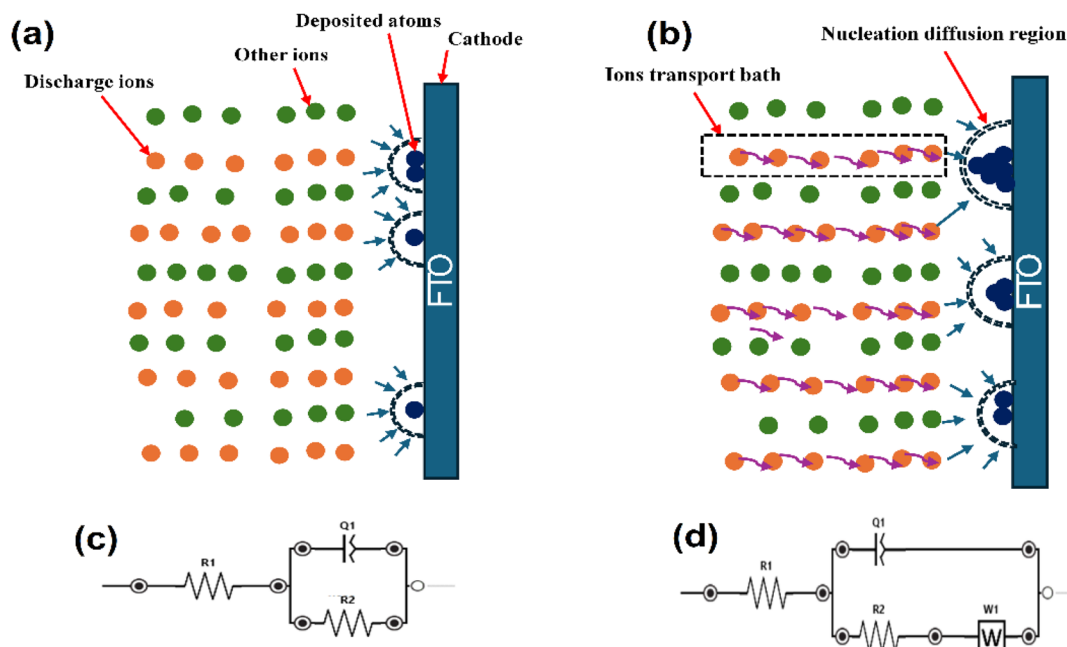 (a)
Deposited atoms
Other ions
Cathode
Discharge ions
FTO
(b)
Nucleation diffusion region
Ions transport bath
FTO
(c)
Q1
R1
R2
(d)
Q1
R1
R2
W1
W